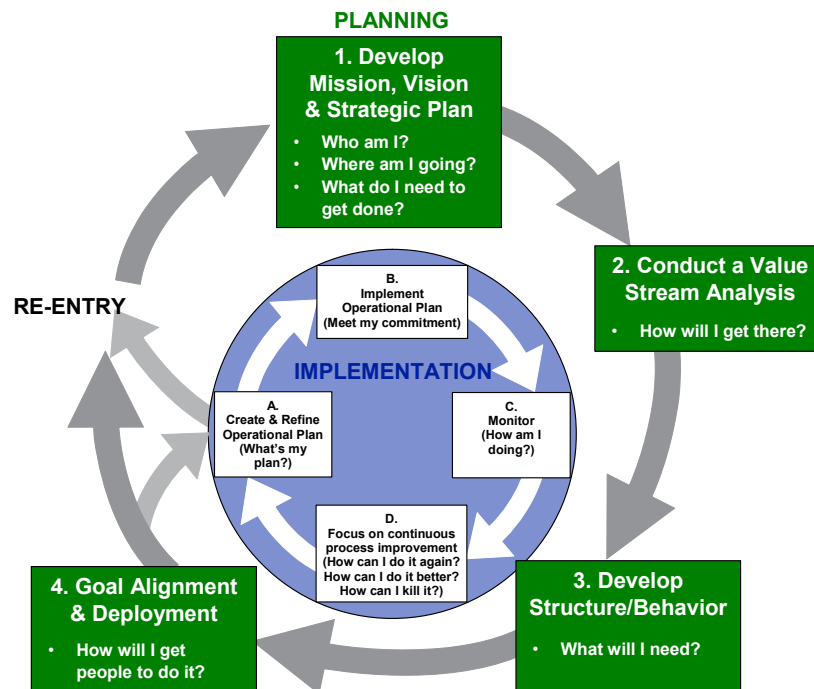 PLANNING
1. Develop
Mission, Vision
& Strategic Plan
• Who am I?
• Where am I going?
• What do I need to
get done?
2. Conduct a Value
Stream Analysis
• How will I get there?
RE-ENTRY
B.
Implement
Operational Plan
(Meet my commitment)
IMPLEMENTATION
A.
Create & Refine
Operational Plan
(What's my
plan?)
C.
Monitor
(How am I
doing?)
D.
Focus on continuous
process improvement
(How can I do it again?
How can I do it better?
How can I kill it?)
4. Goal Alignment
& Deployment
• How will I get
people to do it?
3. Develop
Structure/Behavior
• What will I need?